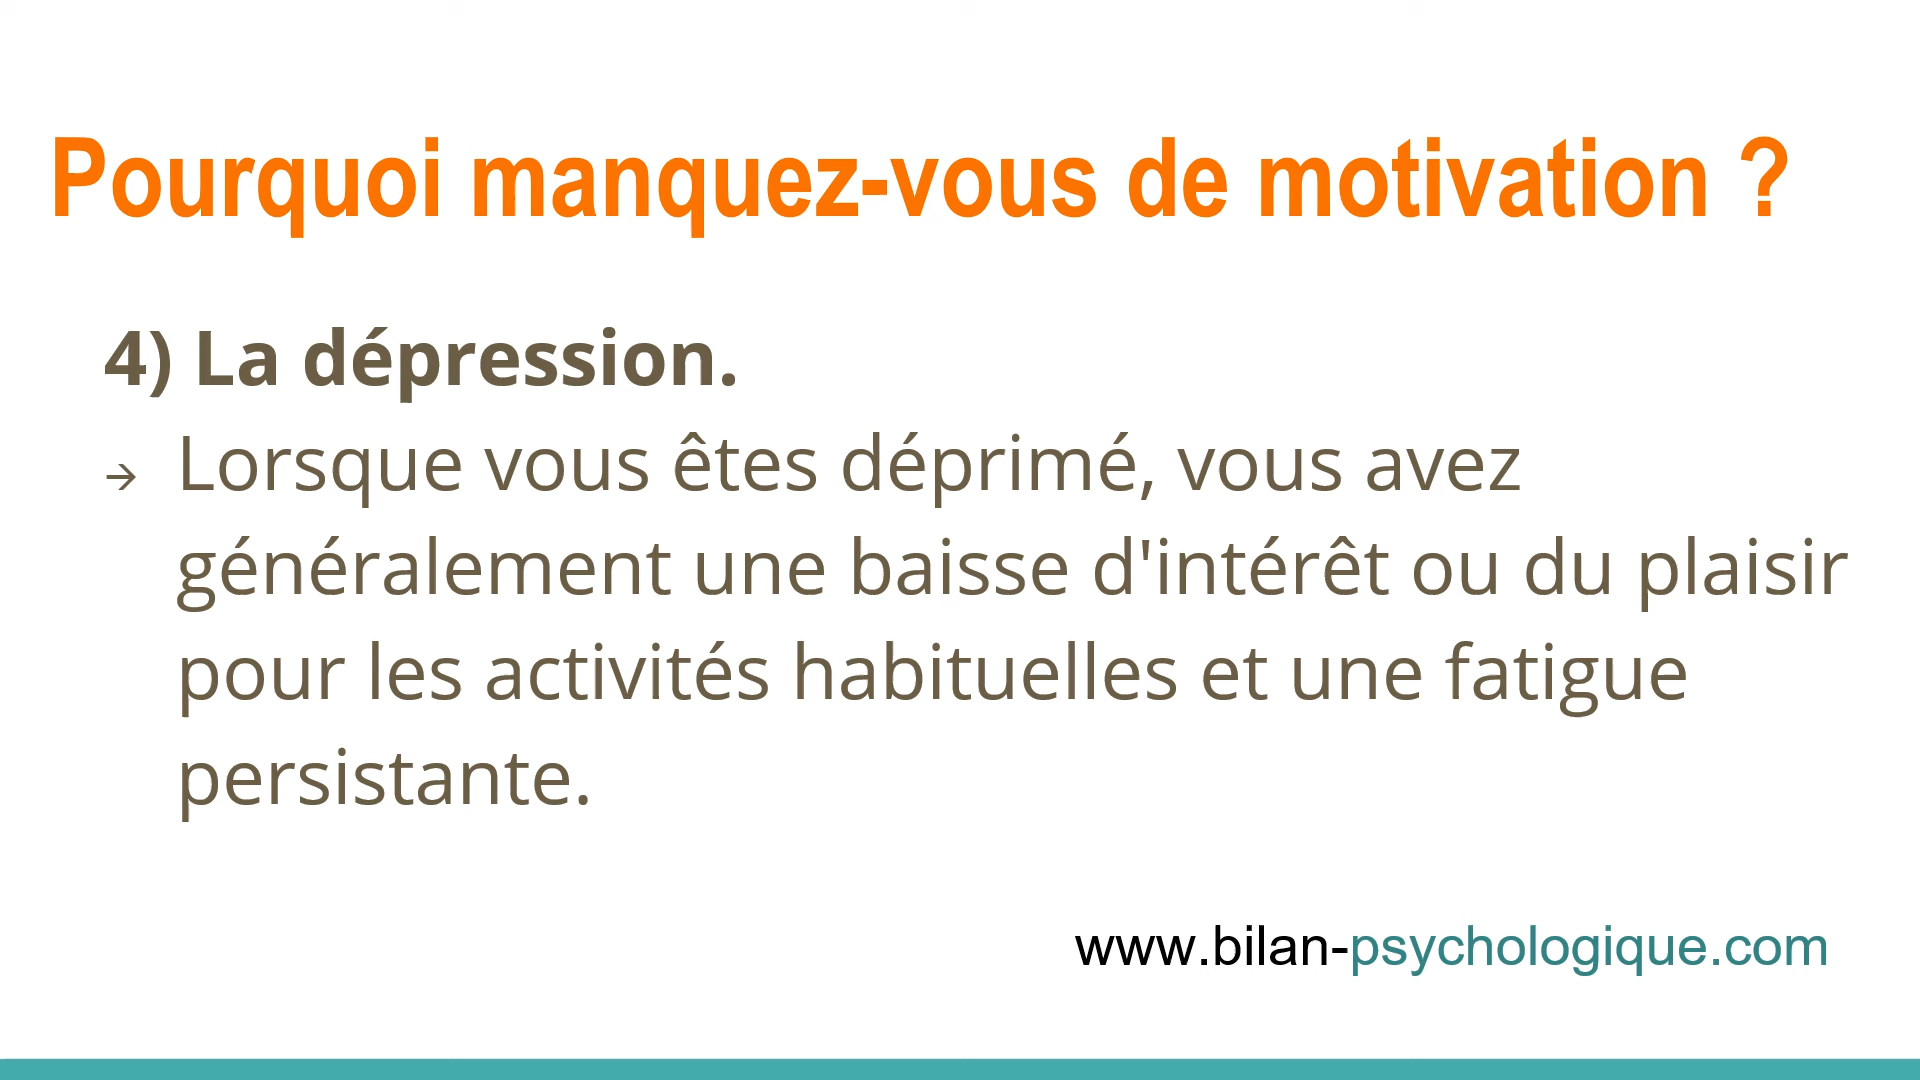 Pourquoi manquez-vous de motivation ?
4) La dépression.
→ Lorsque vous êtes déprimé, vous avez
généralement une baisse d'intérêt ou du plaisir
pour les activités habituelles et une fatigue
persistante.
www.bilan-psychologique.com